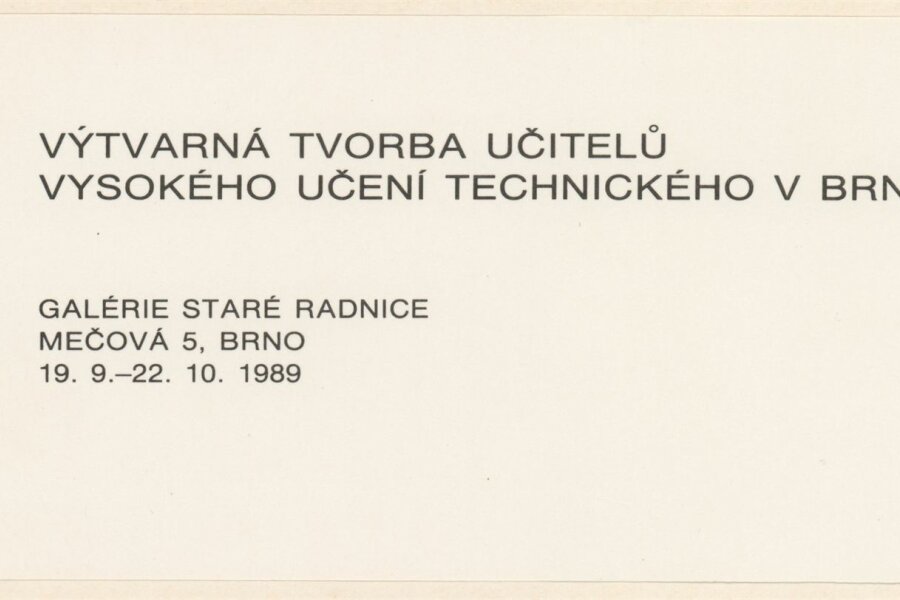 VÝTVARNÁ TVORBA UČITELŮ
VYSOKÉHO UČENÍ TECHNICKÉHO V BRN
GALÉRIE STARÉ RADNICE
MEČOVÁ 5, BRNO
19. 9.–22. 10. 1989